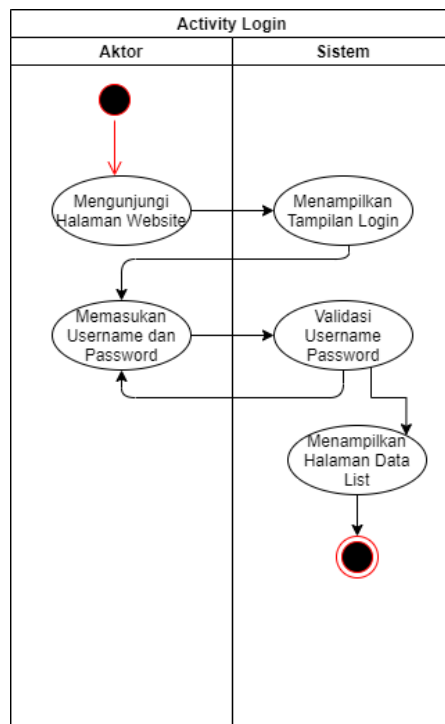 Activity Login
Aktor
Sistem
Mengunjungi
Halaman Website
Menampilkan
Tampilan Login
Memasukan
Username dan
Password
Validasi
Username
Password
Menampilkan
Halaman Data
List